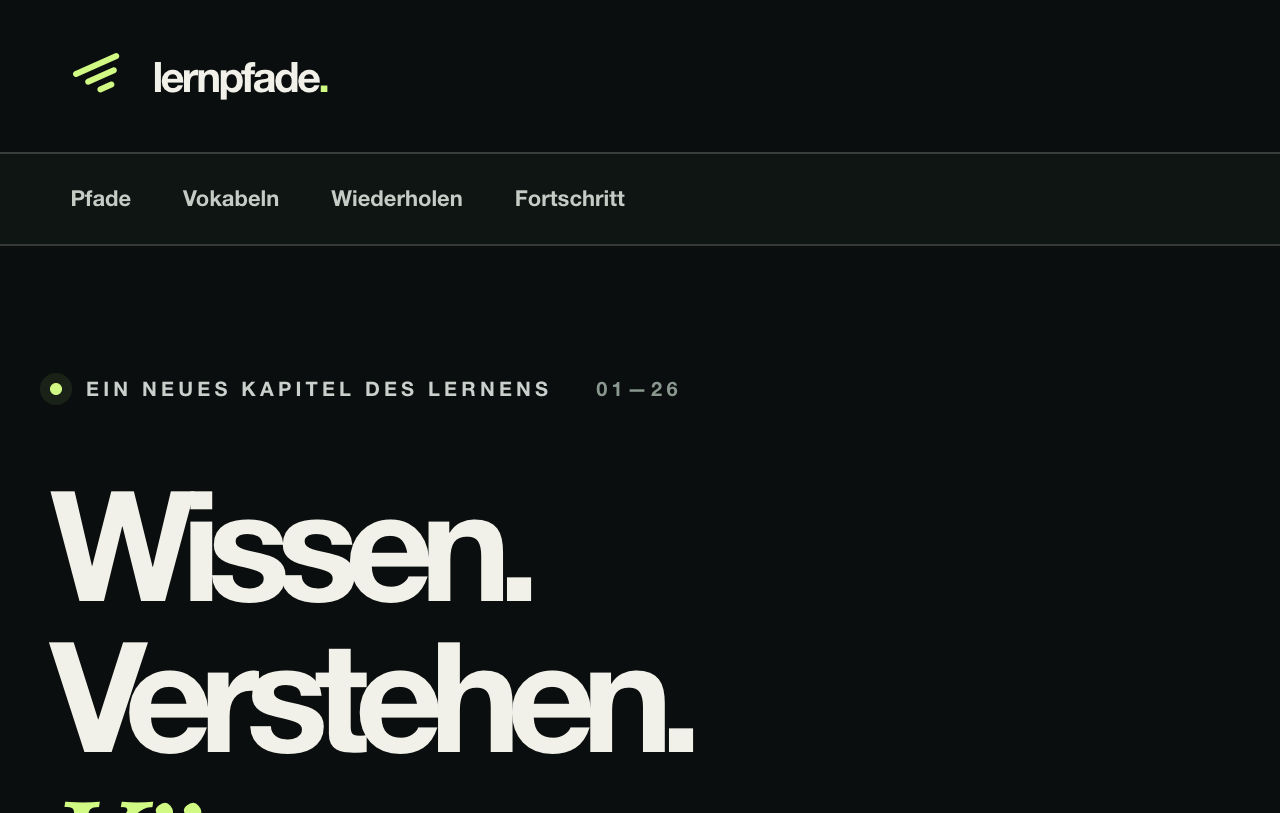 lernpfade.
Pfade Vokabeln Wiederholen Fortschritt
EIN NEUES KAPITEL DES LERNENS 01—26
Wissen.
Verstehen.